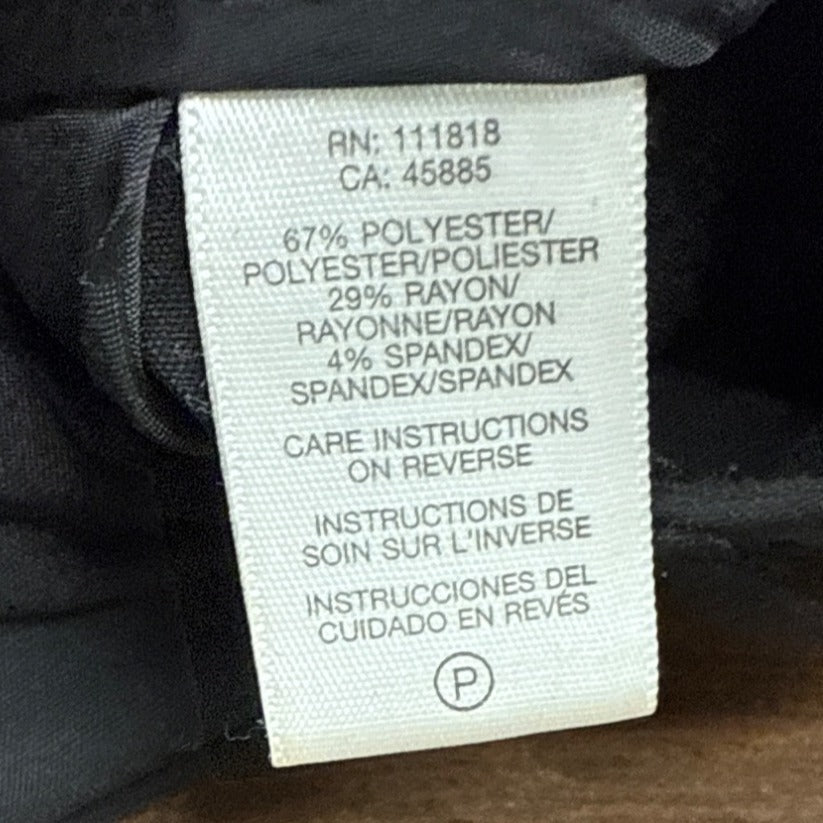 RN: 111818
CA: 45885
67% POLYESTER/
POLYESTER/POLIESTER
29% RAYON/
RAYONNE/RAYON
4% SPANDEX/
SPANDEX/SPANDEX
CARE INSTRUCTIONS
ON REVERSE
INSTRUCTIONS DE
SOIN SUR L'INVERSE
INSTRUCCIONES DEL
CUIDADO EN REVÉS
P